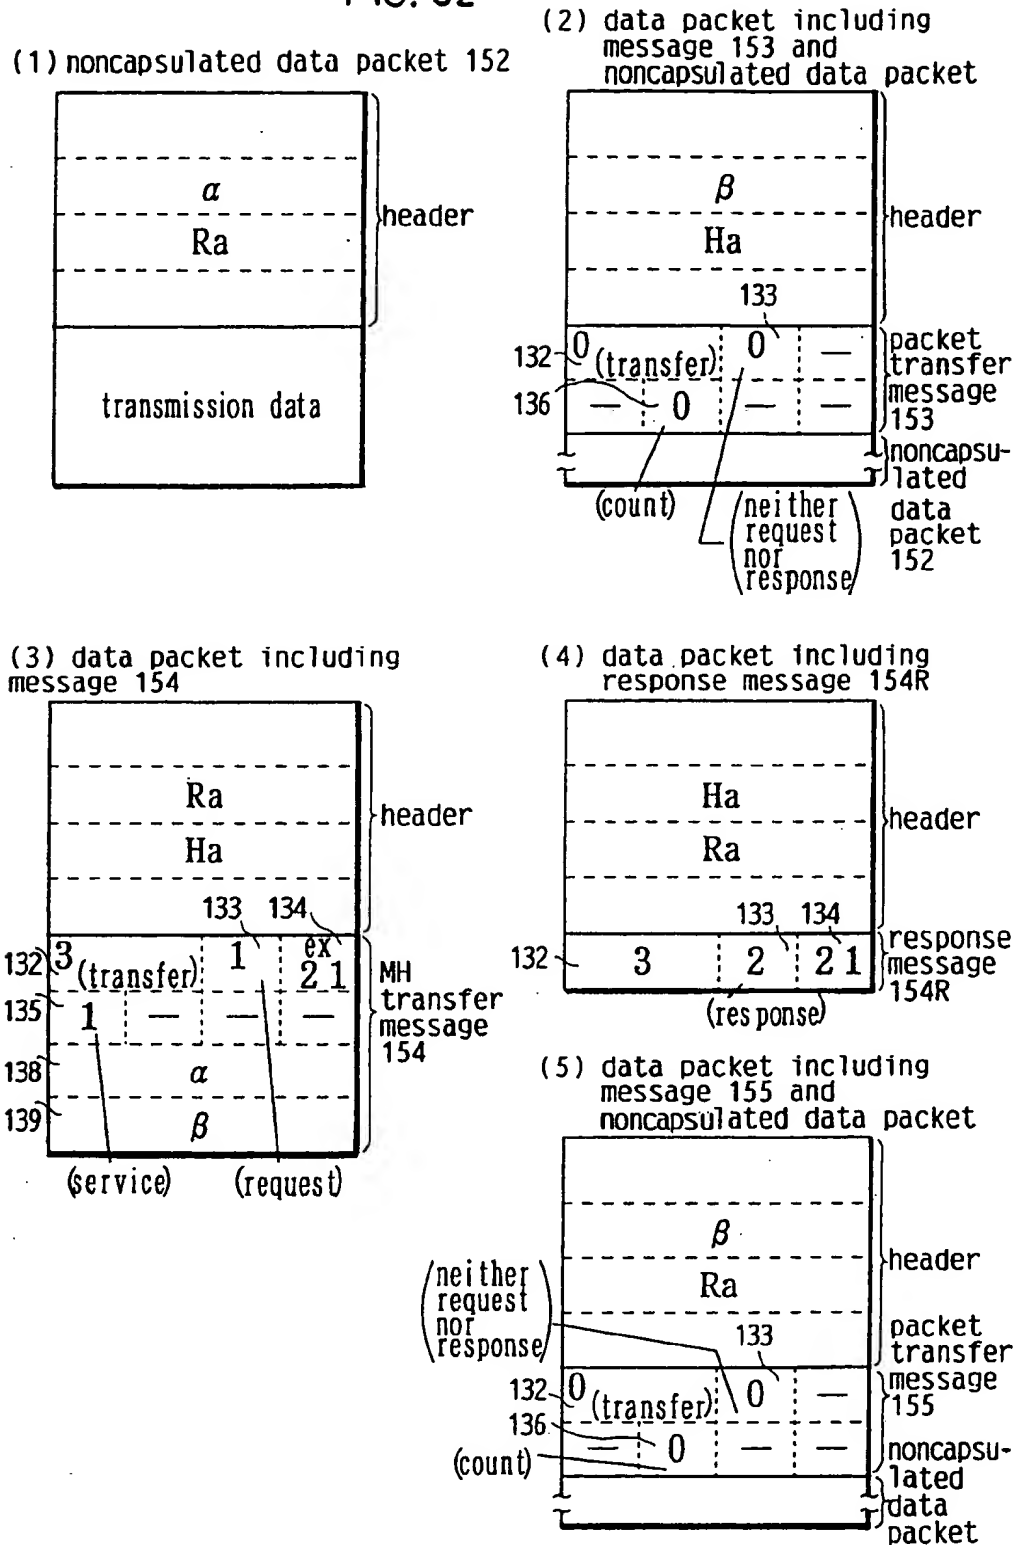 (1) noncapsulated data packet 152
α
Ra
header
transmission data
(2) data packet including
message 153 and
noncapsulated data packet
β
Ha
header
133
132
0
(transfer)
0
—
136
—
0
—
—
packet
transfer
message
153
noncapsu-
lated
data
packet
152
(count)
(neither
request
nor
response)
(3) data packet including
message 154
Ra
Ha
header
133
134
132
3
(transfer)
1
ex
21
135
1
—
—
—
138
α
139
β
MH
transfer
message
154
(service)
(request)
(4) data packet including
response message 154R
Ha
Ra
header
133
134
132
3
2
21
response
message
154R
(response)
(5) data packet including
message 155 and
noncapsulated data packet
β
Ra
header
(neither
request
nor
response)
133
132
0
(transfer)
0
—
136
—
0
—
—
(count)
packet
transfer
message
155
noncapsu-
lated
data
packet